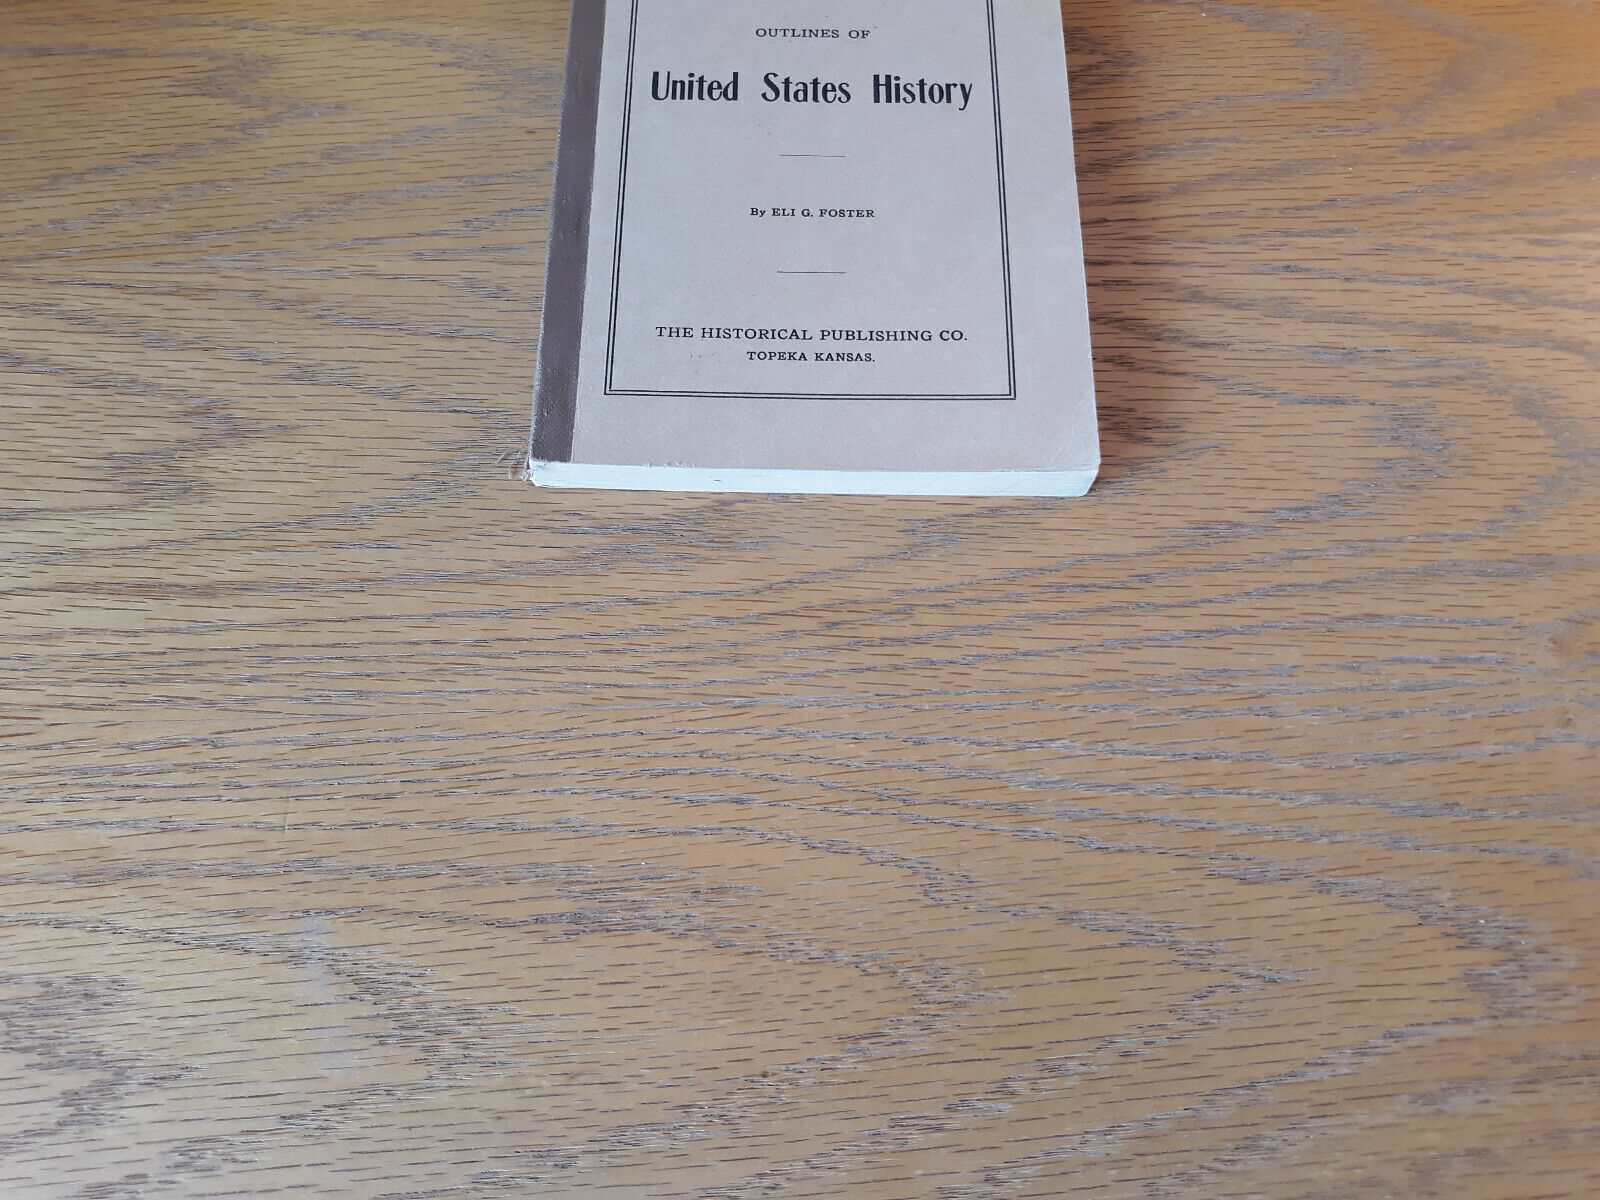 OUTLINES OF
United States History
By ELI G. FOSTER
THE HISTORICAL PUBLISHING CO.
TOPEKA KANSAS.